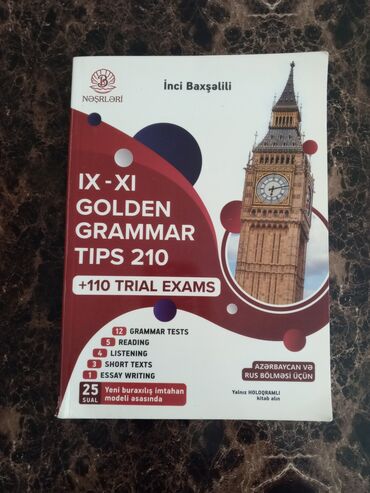 B
NƏŞRLƏRİ
İnci Baxşəlili
IX - XI
GOLDEN
GRAMMAR
TIPS 210
+110 TRIAL EXAMS
12 GRAMMAR TESTS
5 READING
4 LISTENING
3 SHORT TEXTS
1 ESSAY WRITING
25 SUAL
Yeni buraxılış imtahan
modeli əsasında
AZƏRBAYCAN VƏ
RUS BÖLMƏSİ ÜÇÜN
Yalnız HOLOQRAMLI
kitab alın